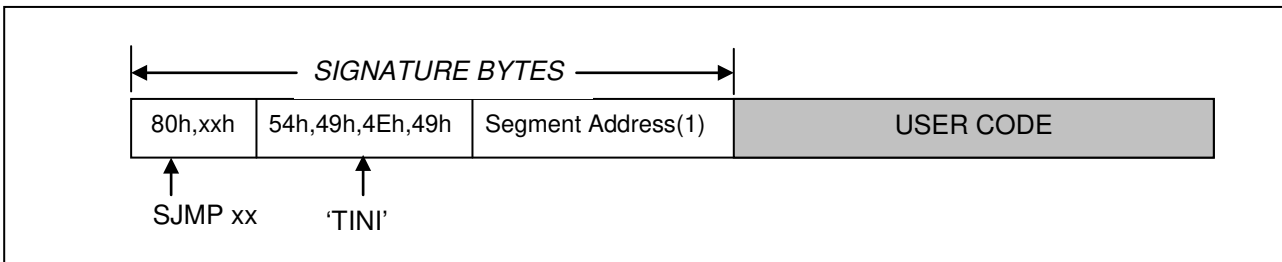 SIGNATURE BYTES
80h,xxh 54h,49h,4Eh,49h Segment Address(1) USER CODE
SJMP xx ‘TINI’